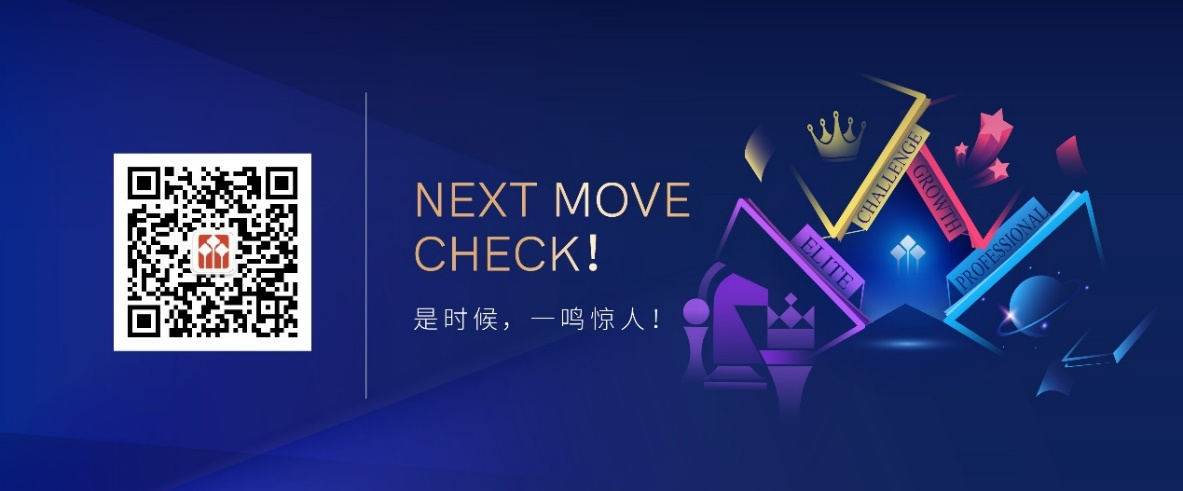 NEXT MOVE
CHECK!
是时候，一鸣惊人！
CHALLENGE
GROWTH
ELITE
PROFESSIONAL